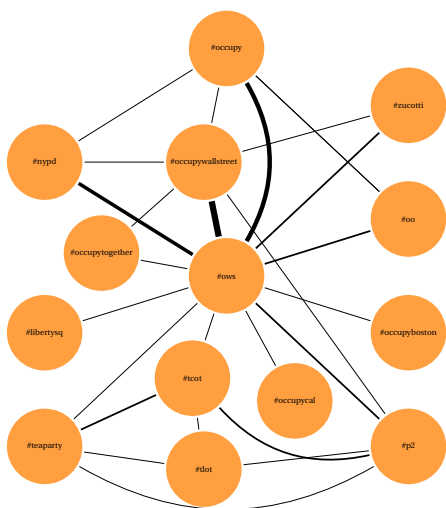 #occupy
#zucotti
#nypd
#occupywallstreet
#oo
#occupytogether
#ows
#libertysq
#occupyboston
#tcot
#occupycal
#teaparty
#p2
#tlot